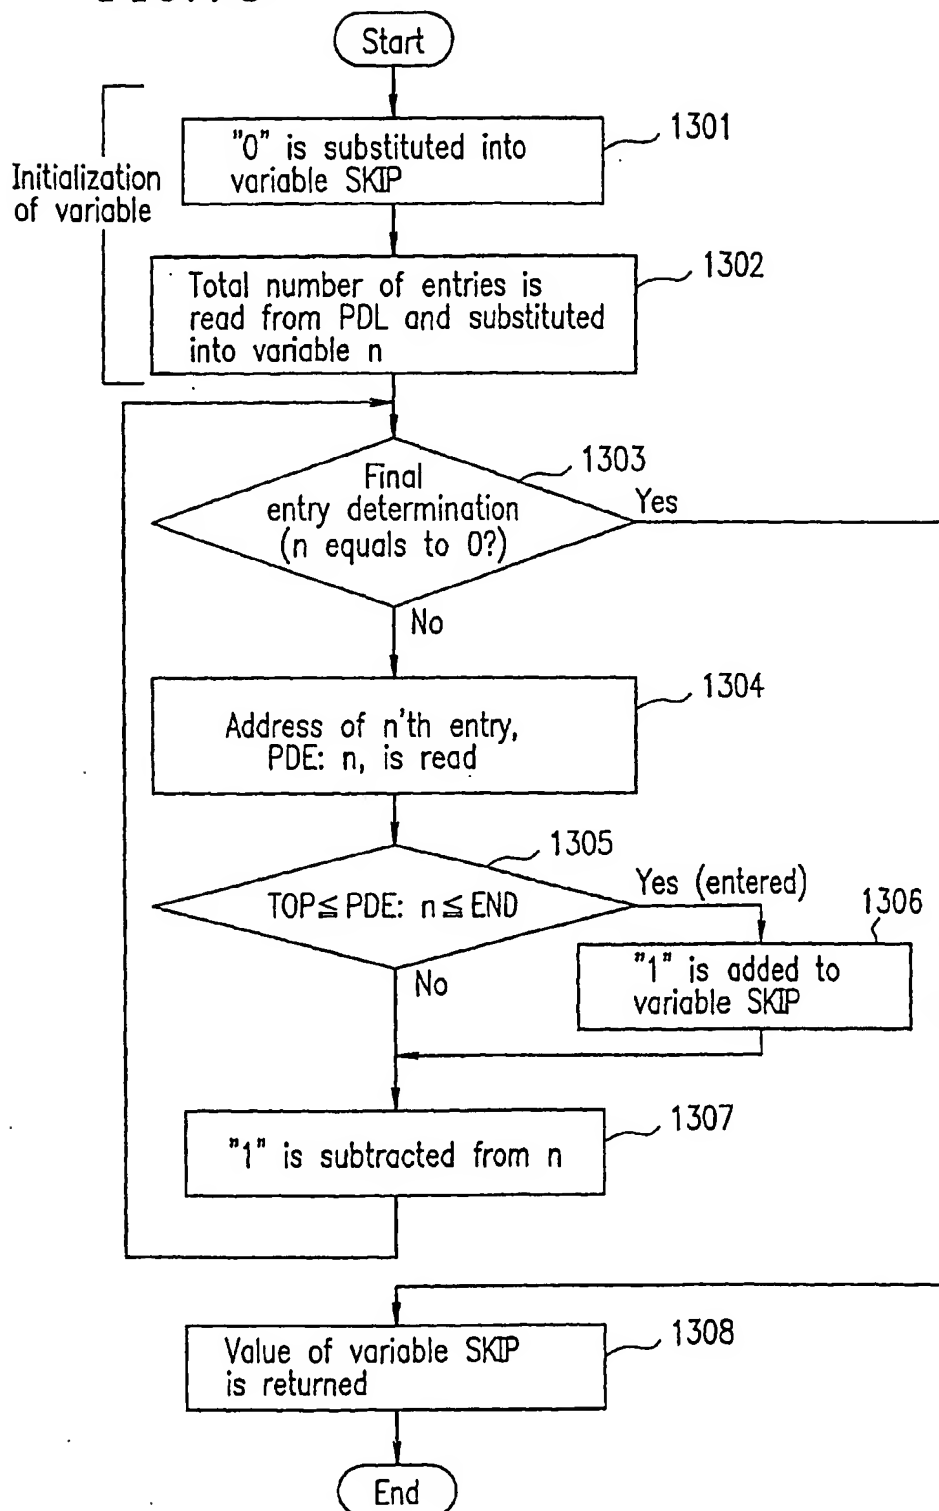 Start
Initialization
of variable
"0" is substituted into
variable SKIP
1301
Total number of entries is
read from PDL and substituted
into variable n
1302
Final
entry determination
(n equals to 0?)
1303
Yes
No
Address of n'th entry,
PDE: n, is read
1304
TOP≦PDE: n≦END
1305
Yes (entered)
No
"1" is added to
variable SKIP
1306
"1" is subtracted from n
1307
Value of variable SKIP
is returned
1308
End